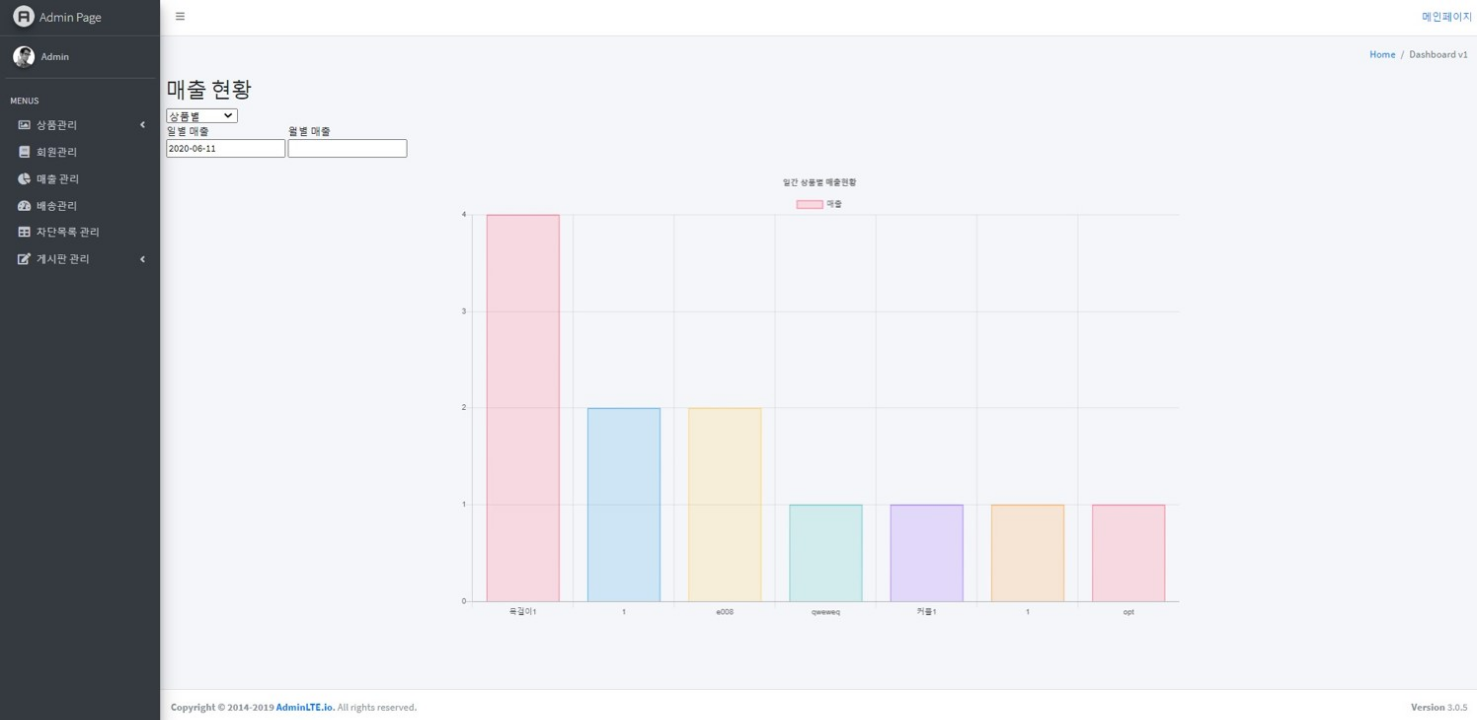 Admin Page
메인페이지
Admin
Home / Dashboard v1
MENUS
상품관리
회원관리
매출 관리
배송관리
차단목록 관리
게시판 관리
매출 현황
상품별
일별 매출 월별 매출
2020-06-11
일간 상품별 매출현황
매출
4
3
2
1
0
목걸이1 1 e008 qweweq 커플1 1 opt
Copyright © 2014-2019 AdminLTE.io. All rights reserved.
Version 3.0.5